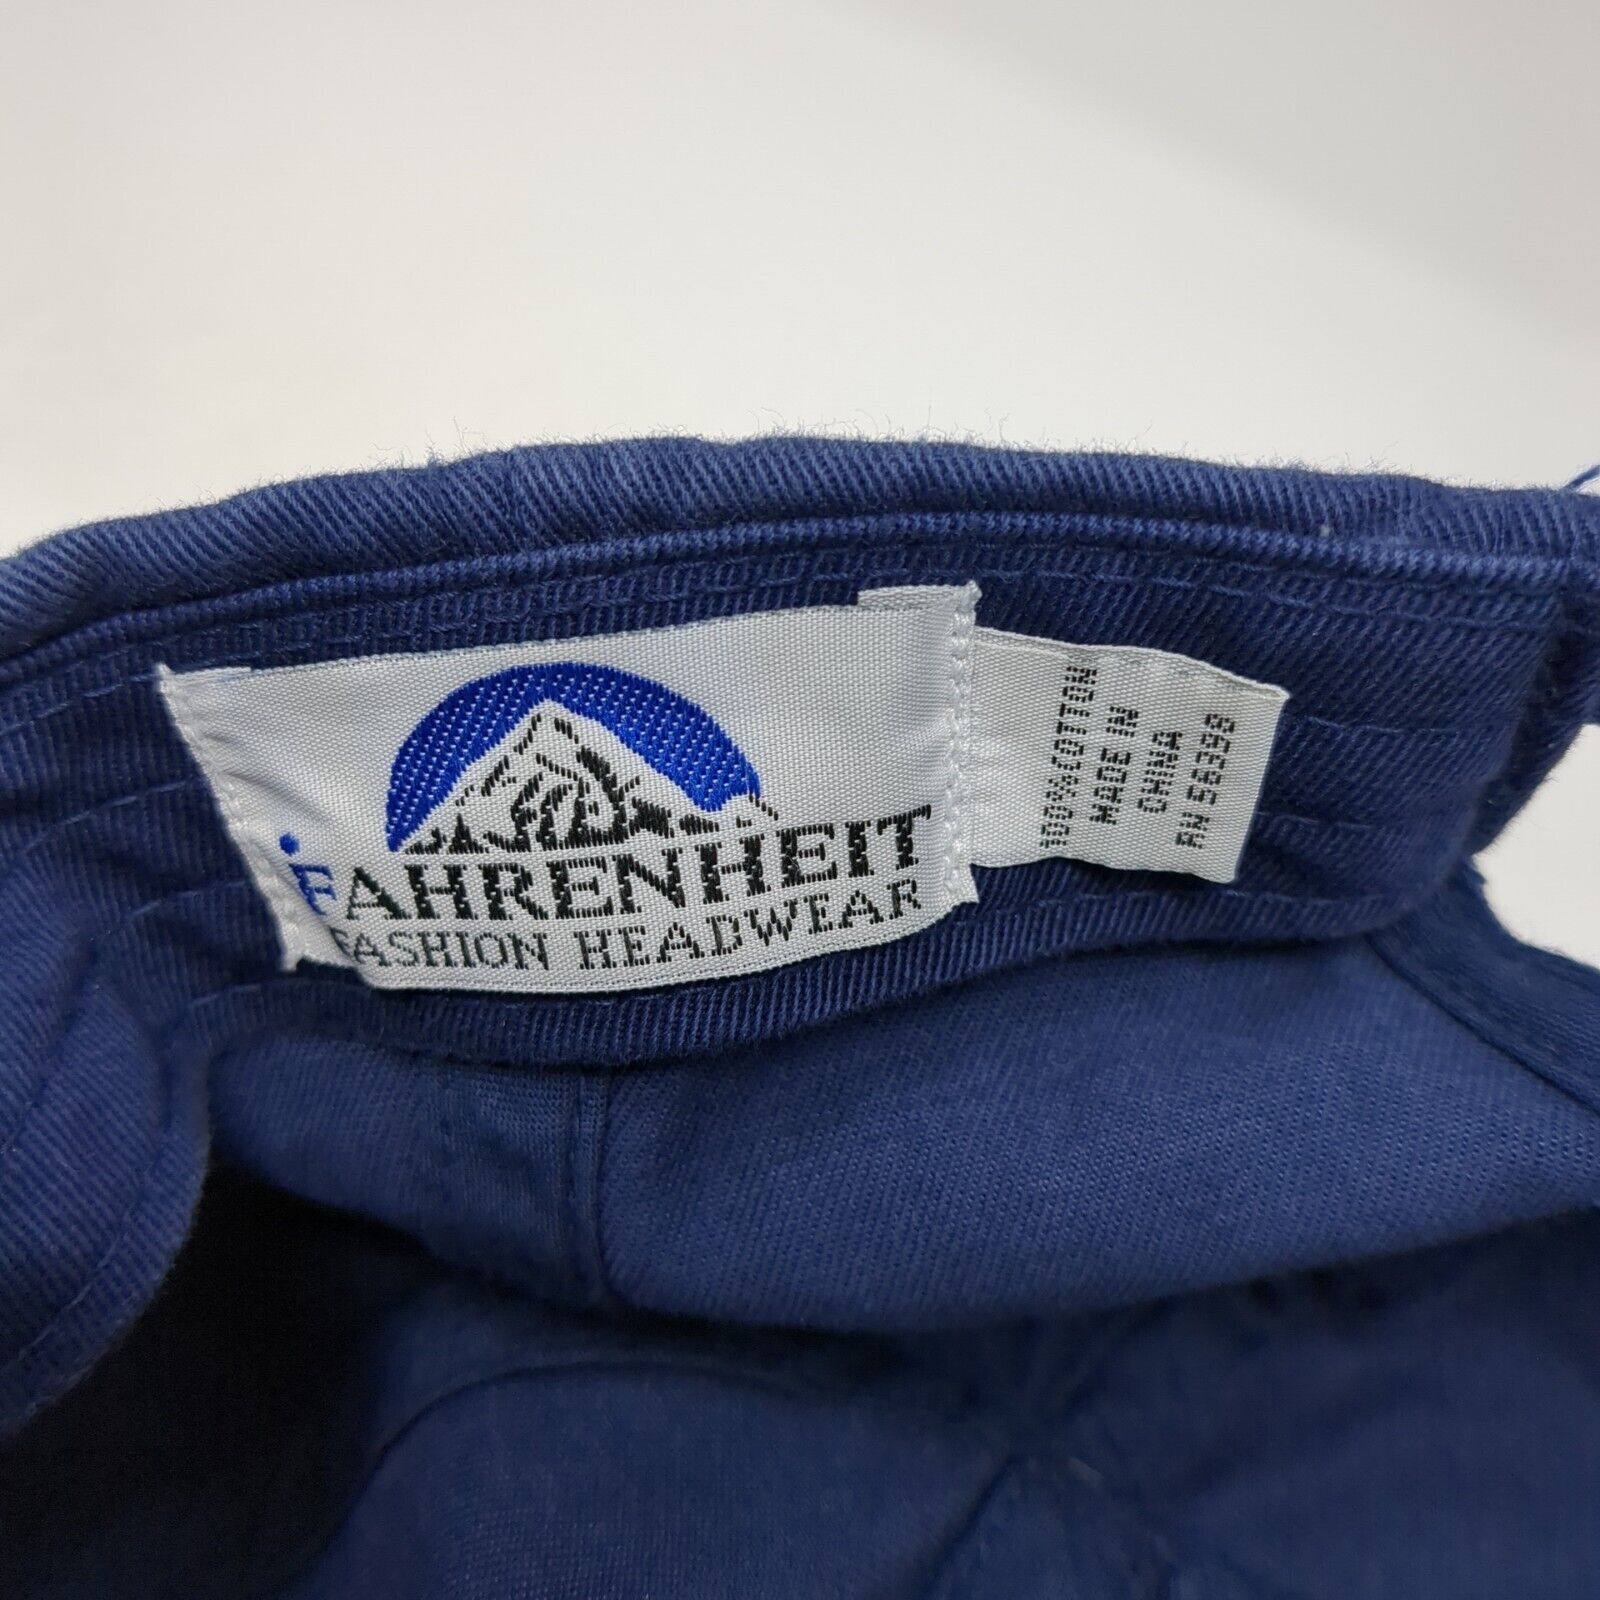 .FAHRENHEIT
FASHION HEADWEAR
100%COTTON
MADE IN
CHINA
RN 56398